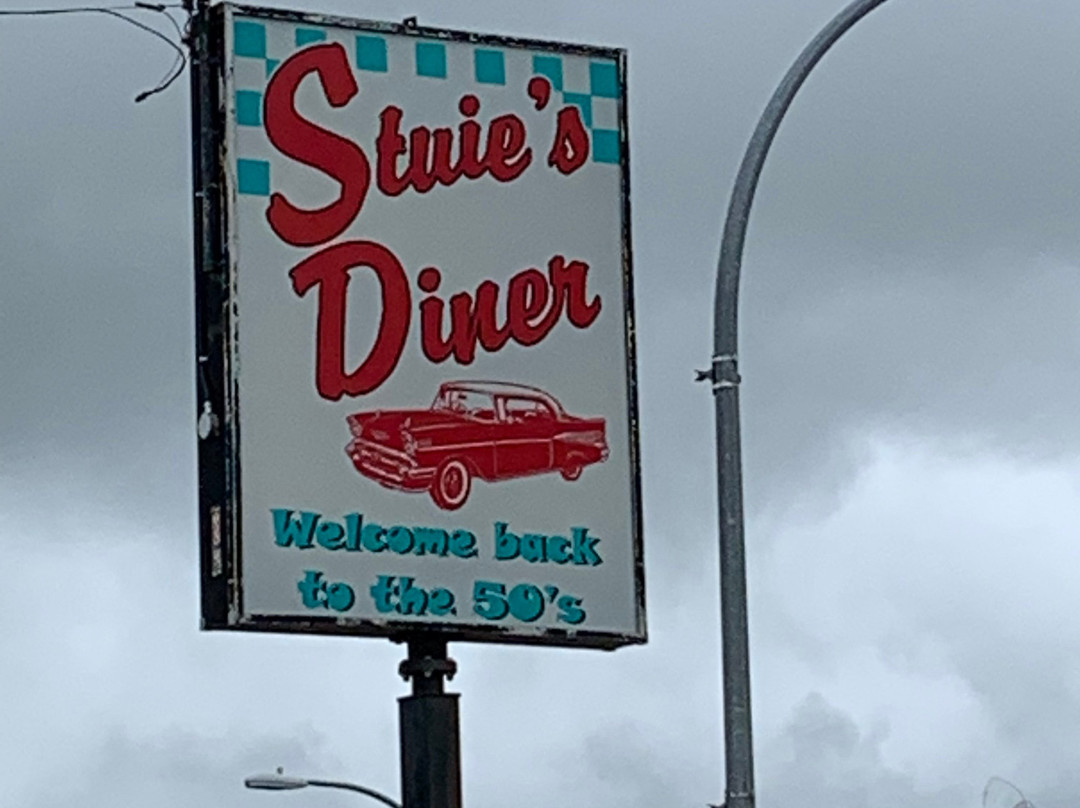 Stuie's
Diner
Welcome back
to the 50's